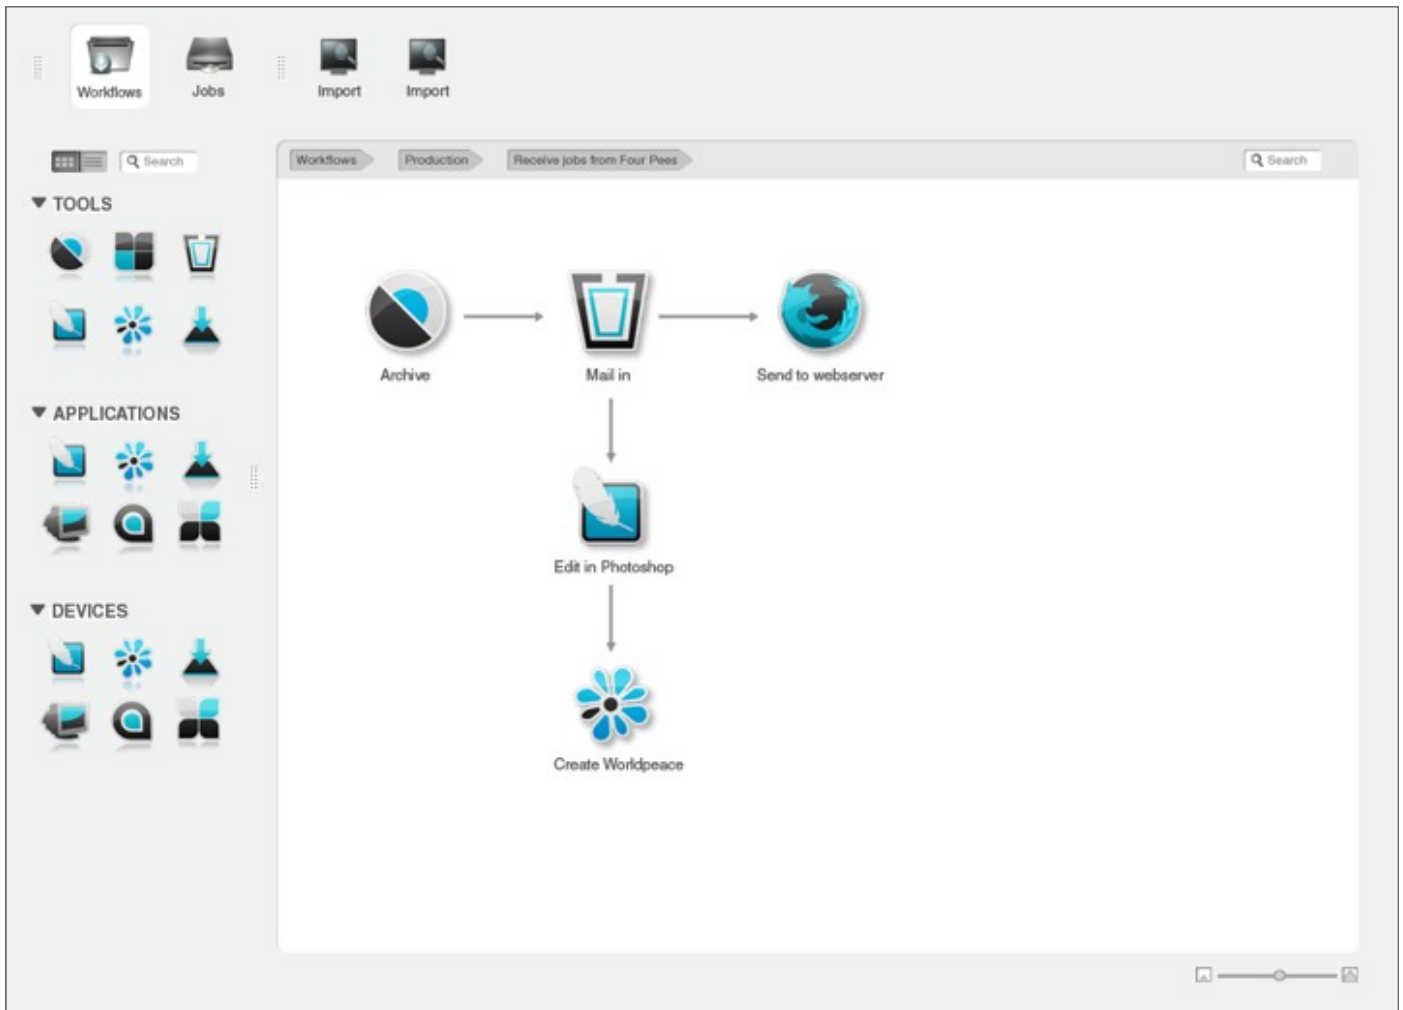 Workflows
Jobs
Import
Import
Search
Workflows
Production
Receive jobs from Four Pees
Search
TOOLS
Archive
Mail in
Send to webserver
APPLICATIONS
Edit in Photoshop
DEVICES
Create Worldpeace